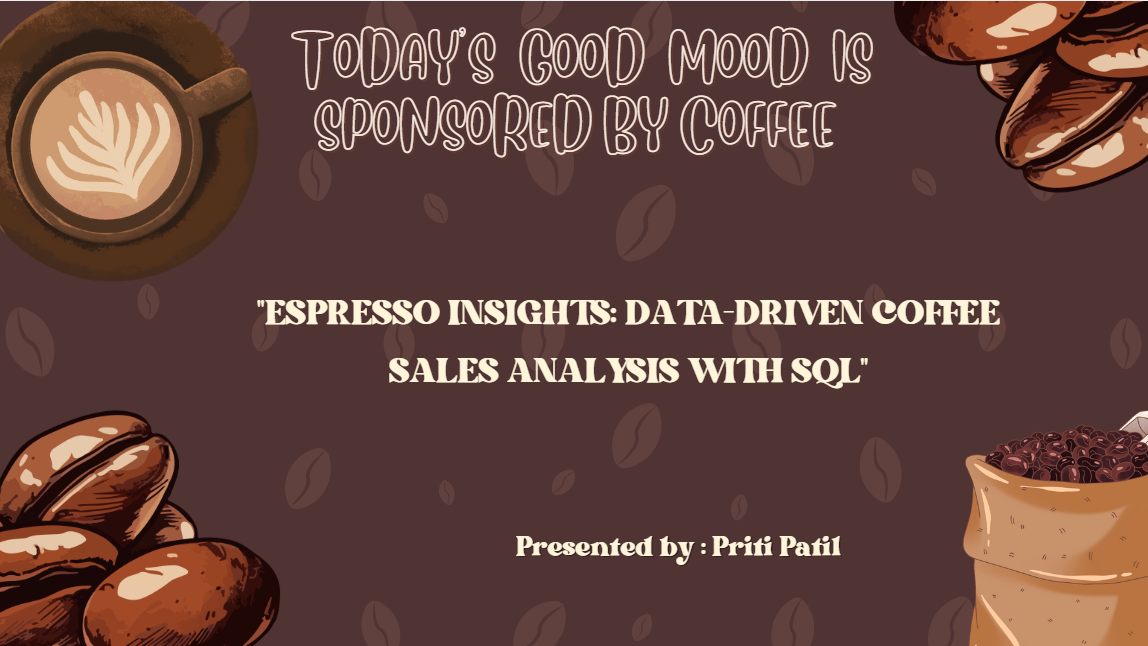 TODAY'S GOOD MOOD IS
SPONSORED BY COFFEE
"ESPRESSO INSIGHTS: DATA-DRIVEN COFFEE
SALES ANALYSIS WITH SQL"
Presented by : Priti Patil